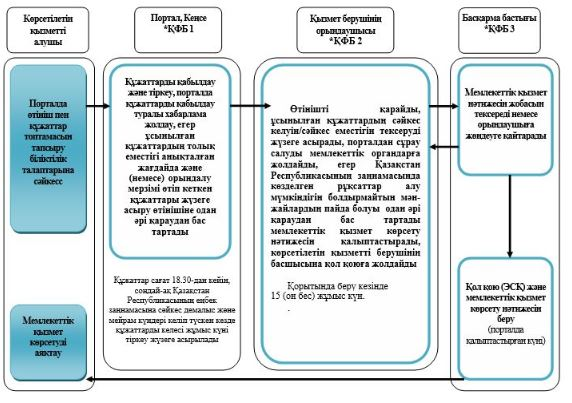 Көрсетілетін
қызметті
алушы
Портал, Кеңсе
*ҚФБ 1
Қызмет берушінің
орындаушысы
*ҚФБ 2
Басқарма бастығы
*ҚФБ 3
Порталда
өтініш пен
құжаттар
топтамасын
тапсыру
біліктілік
талаптарына
сәйкесс
Мемлекеттік
қызмет
көрсетуді
аяқтау
Құжаттарды қабылдау
және тіркеу, порталда
құжаттарды қабылдау
туралы хабарлама
жолдау, егер
ұсынылған
құжаттардың толық
еместігі анықталған
жағдайда және
(немесе) орындалу
мерзімі өтіп кеткен
құжаттары жүзеге
асыру өтінішіне одан
әрі қараудан бас
тартады
Құжаттар сағат 18.30-дан кейін,
сондай-ақ Қазақстан
Республикасының еңбек
заңнамасына сәйкес демалыс және
мейрам күндері келіп түскен кезде
құжаттарды келесі жұмыс күні
тіркеу жүзеге асырылады
Өтінішті қарайды,
ұсынылған құжаттардың сәйкес
келуін/сәйкес еместігін тексеруді
жүзеге асырады, порталдан сұрау
салуды мемлекеттік органдарға
жолдайды, егер Қазақстан
Республикасының заңнамасында
көзделген рұқсаттар алу
мүмкіндігін болдырмайтын мән-
жайлардың пайда болуы одан әрі
қараудан бас тартады
мемлекеттік қызмет көрсету
нәтижесін қалыптастырады,
көрсетілетін қызметті берушінің
басшысына қол қоюға жолдайды
Қорытында беру кезінде
15 (он бес) жұмыс күн.
.
Мемлекеттік қызмет
нәтижесін жобасын
тексереді немесе
орындаушыға
жөндеуге қайтарады
Қол қою (ЭСҚ) және
мемлекеттік қызмет
көрсету нәтижесін
беру
(порталда
қалыптастырған күні)